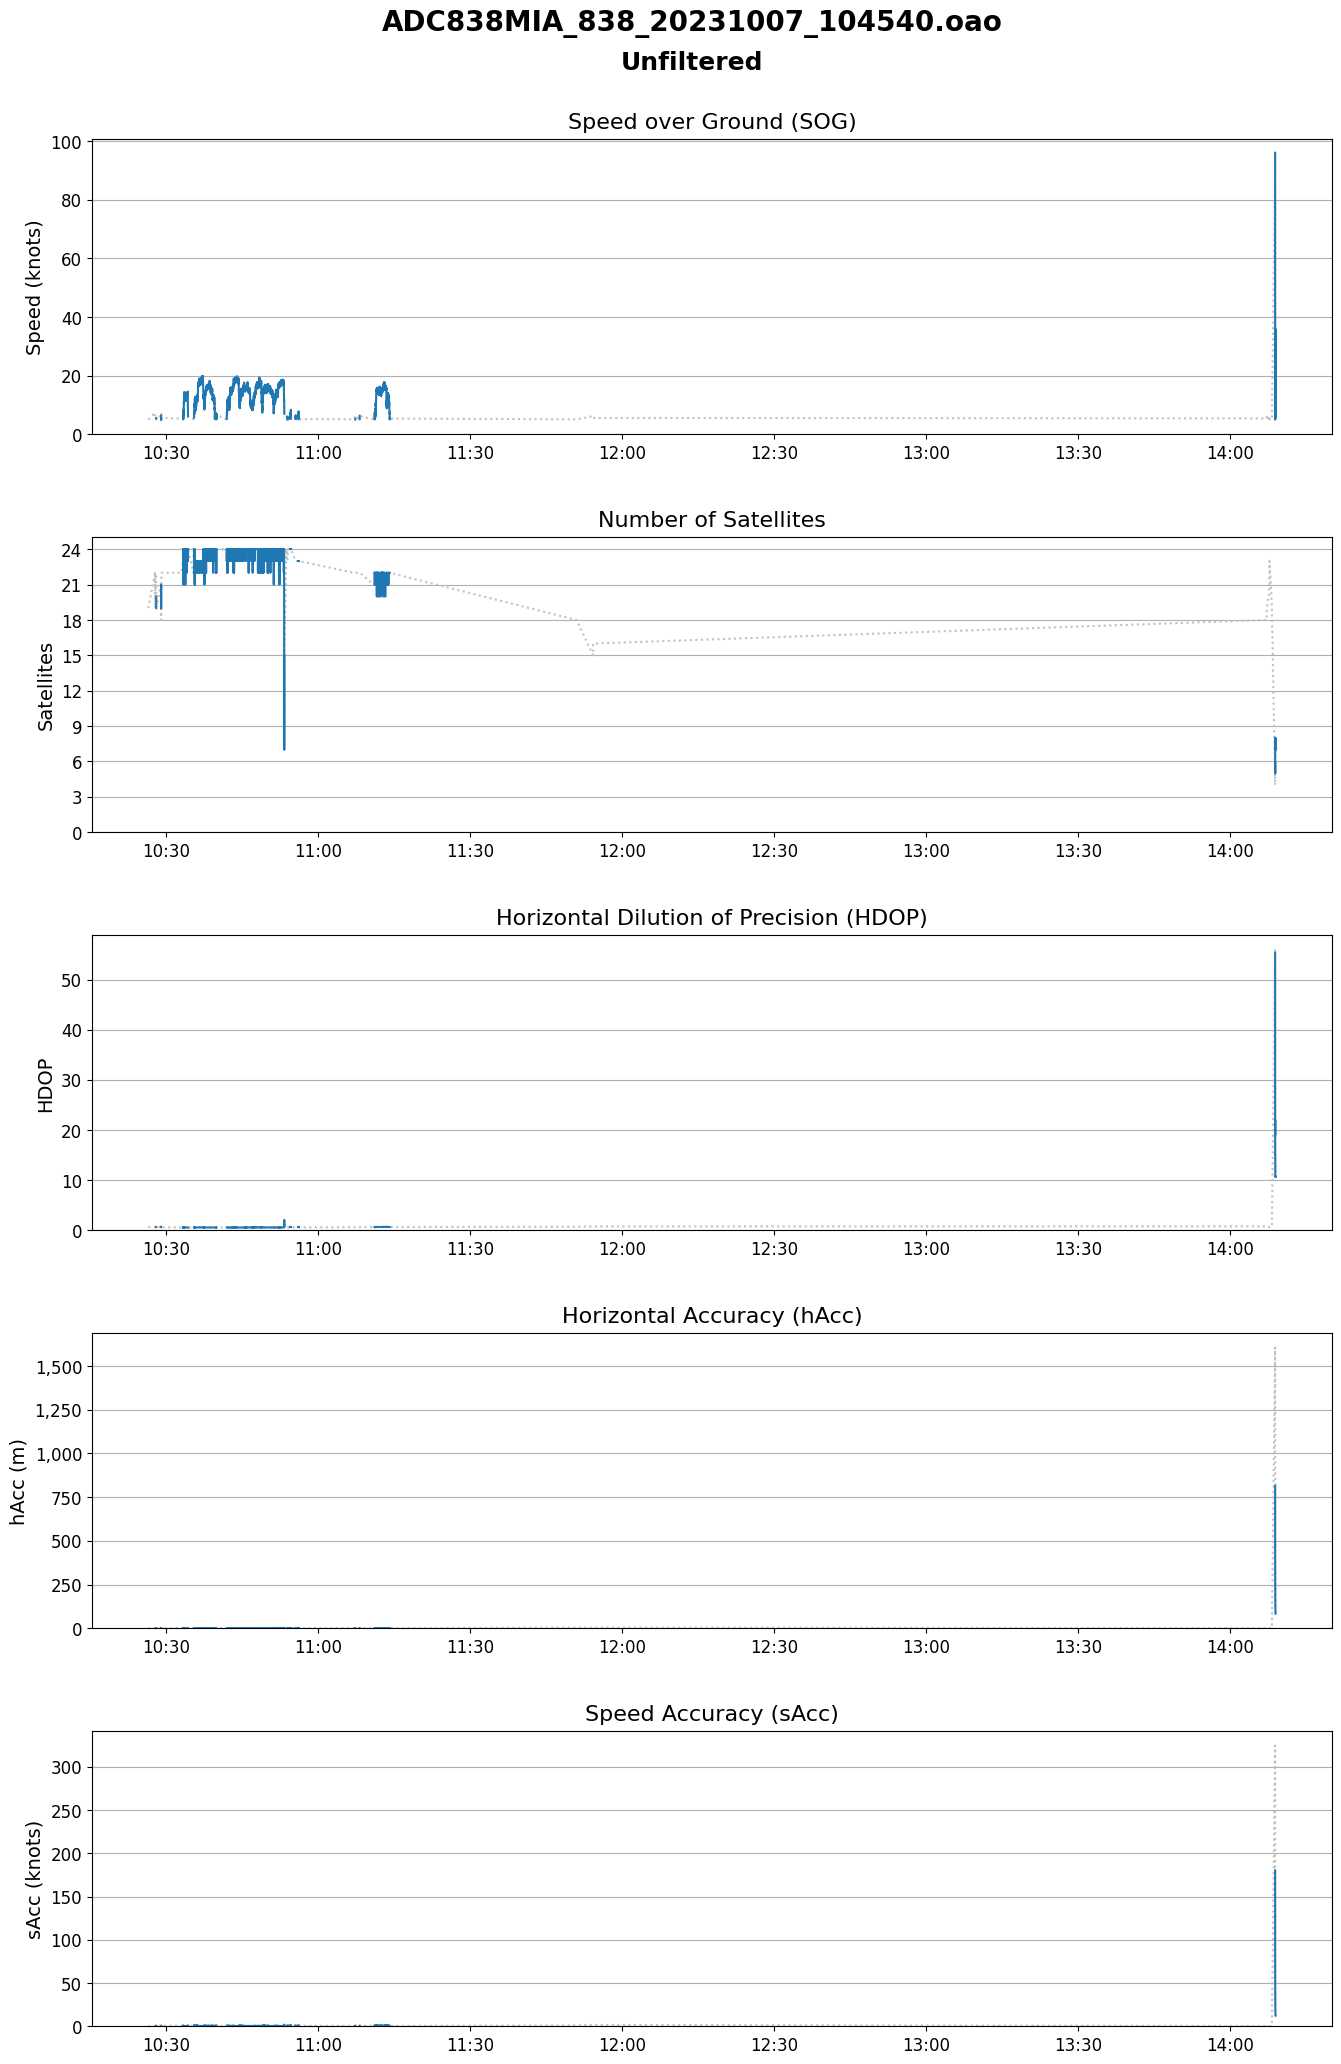 ADC838MIA_838_20231007_104540.oao
Unfiltered
Speed over Ground (SOG)
100
80
60
40
20
0
Speed (knots)
10:30 11:00 11:30 12:00 12:30 13:00 13:30 14:00
Number of Satellites
24
21
18
15
12
9
6
3
0
Satellites
10:30 11:00 11:30 12:00 12:30 13:00 13:30 14:00
Horizontal Dilution of Precision (HDOP)
50
40
30
20
10
0
HDOP
10:30 11:00 11:30 12:00 12:30 13:00 13:30 14:00
Horizontal Accuracy (hAcc)
1,500
1,250
1,000
750
500
250
0
hAcc (m)
10:30 11:00 11:30 12:00 12:30 13:00 13:30 14:00
Speed Accuracy (sAcc)
300
250
200
150
100
50
0
sAcc (knots)
10:30 11:00 11:30 12:00 12:30 13:00 13:30 14:00